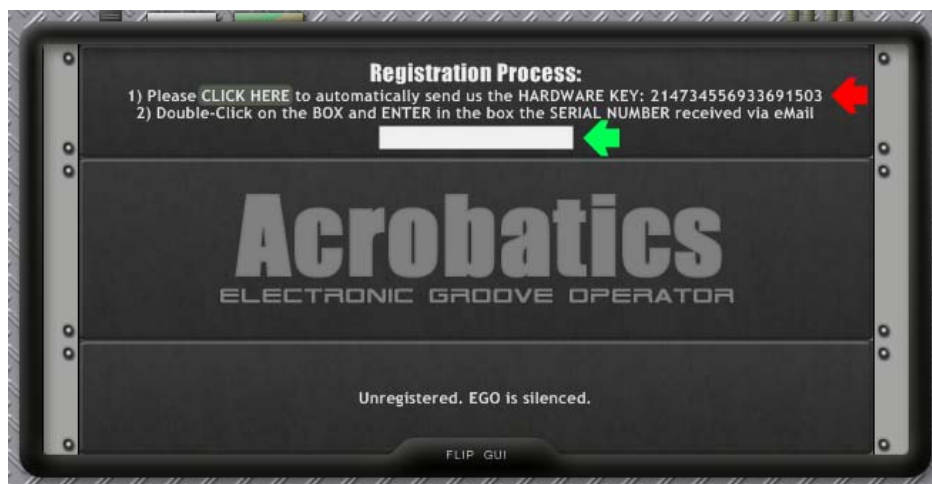 Registration Process:
1) Please CLICK HERE to automatically send us the HARDWARE KEY: 214734556933691503
2) Double-Click on the BOX and ENTER in the box the SERIAL NUMBER received via eMail
Acrobatics
ELECTRONIC GROOVE OPERATOR
Unregistered. EGO is silenced.
FLIP GUI